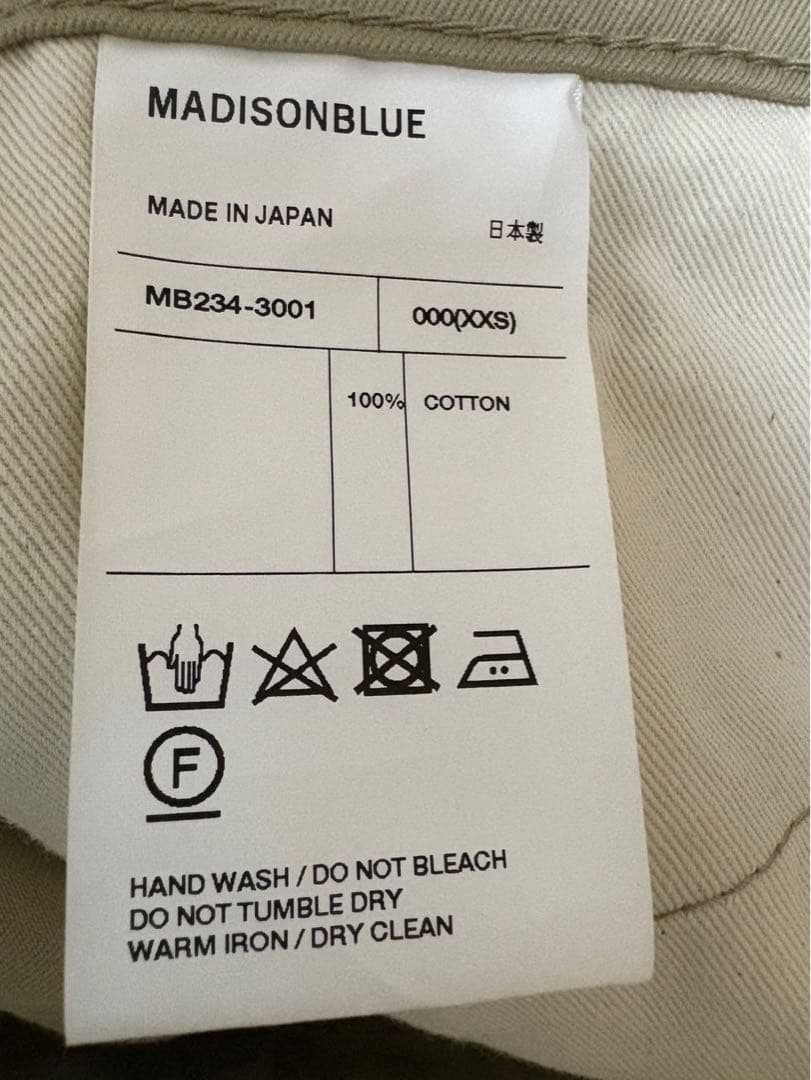 MADISONBLUE
MADE IN JAPAN 日本製
MB234-3001 000(XXS)
100% COTTON
F
HAND WASH / DO NOT BLEACH
DO NOT TUMBLE DRY
WARM IRON / DRY CLEAN